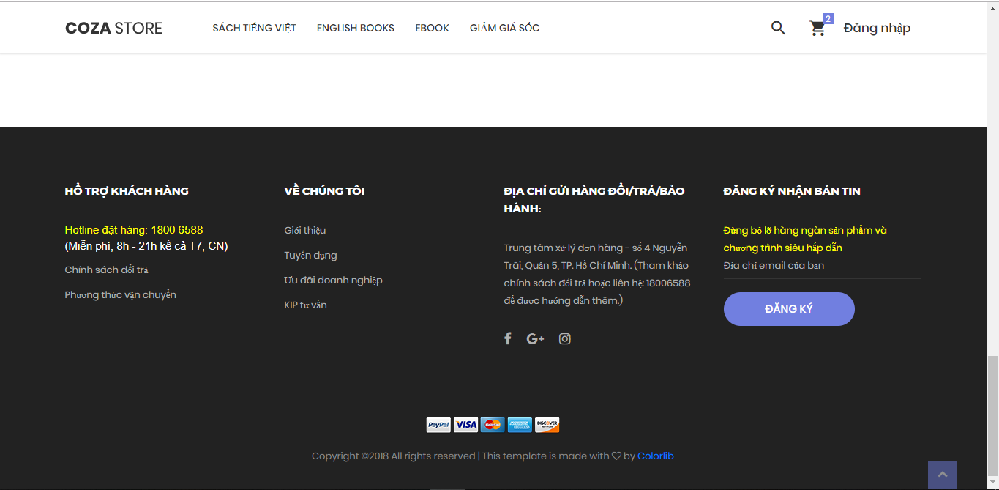 COZA STORE
SÁCH TIẾNG VIỆT
ENGLISH BOOKS
EBOOK
GIẢM GIÁ SỐC
2
Đăng nhập
HỖ TRỢ KHÁCH HÀNG
Hotline đặt hàng: 1800 6588
(Miễn phí, 8h - 21h kể cả T7, CN)
Chính sách đổi trả
Phương thức vận chuyển
VỀ CHÚNG TÔI
Giới thiệu
Tuyển dụng
Ưu đãi doanh nghiệp
KIP tư vấn
ĐỊA CHỈ GỬI HÀNG ĐỔI/TRẢ/BẢO
HÀNH:
Trung tâm xử lý đơn hàng - số 4 Nguyễn
Trãi, Quận 5, TP. Hồ Chí Minh. (Tham khảo
chính sách đổi trả hoặc liên hệ: 18006588
để được hướng dẫn thêm.)
G+
ĐĂNG KÝ NHẬN BẢN TIN
Đừng bỏ lỡ hàng ngàn sản phẩm và
chương trình siêu hấp dẫn
Địa chỉ email của bạn
ĐĂNG KÝ
PayPal VISA MasterCard AMERICAN EXPRESS DISCOVER NETWORK
Copyright ©2018 All rights reserved | This template is made with ♡ by Colorlib